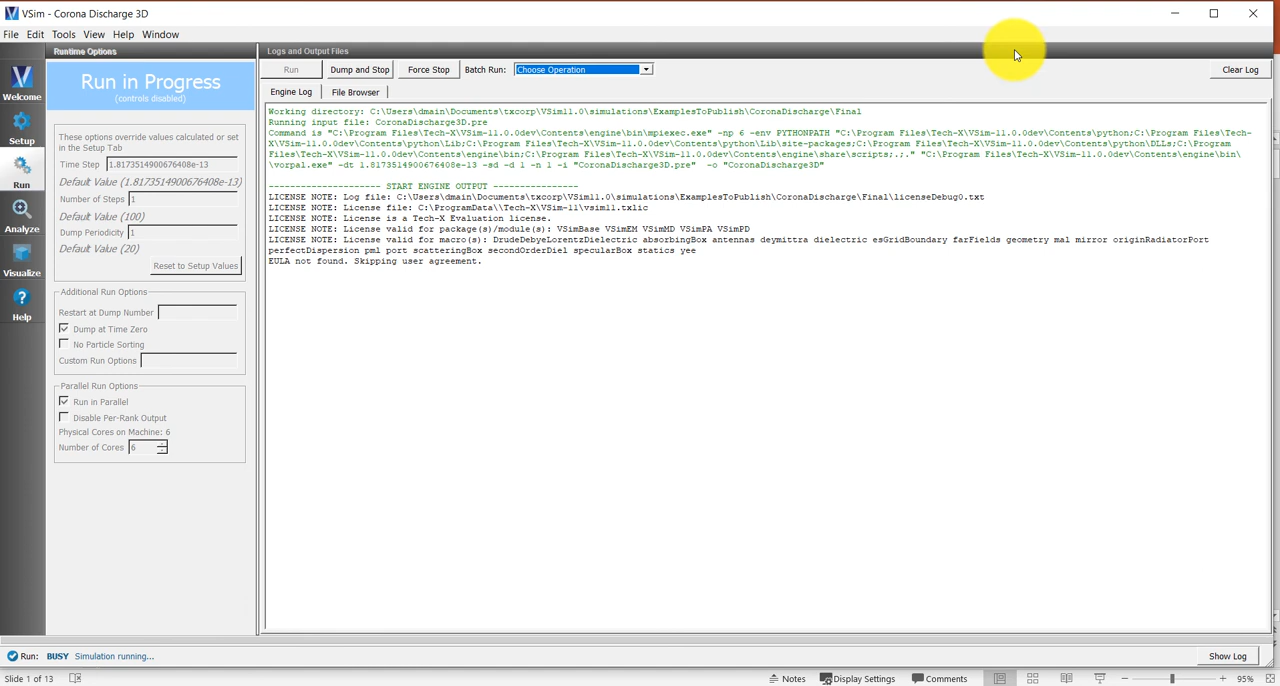 VSim - Corona Discharge 3D
File Edit Tools View Help Window
Runtime Options
Logs and Output Files
Welcome
Setup
Run
Analyze
Visualize
Help
Run in Progress
(controls disabled)
These options override values calculated or set
in the Setup Tab
Time Step 1.8173514900676408e-13
Default Value (1.8173514900676408e-13)
Number of Steps 1
Default Value (100)
Dump Periodicity 1
Default Value (20)
Reset to Setup Values
Additional Run Options
Restart at Dump Number
Dump at Time Zero
No Particle Sorting
Custom Run Options
Parallel Run Options
Run in Parallel
Disable Per-Rank Output
Physical Cores on Machine: 6
Number of Cores 6
Run Dump and Stop Force Stop Batch Run: Choose Operation Clear Log
Engine Log File Browser
Working directory: C:\Users\dmain\Documents\txcorp\VSim11.0\simulations\ExamplesToPublish\CoronaDischarge\Final
Running input file: CoronaDischarge3D.pre
Command is "C:\Program Files\Tech-X\VSim-11.0.0dev\Contents\engine\bin\mpiexec.exe" -np 6 -env PYTHONPATH "C:\Program Files\Tech-X\VSim-11.0.0dev\Contents\python;C:\Program Files\Tech-
X\VSim-11.0.0dev\Contents\python\Lib;C:\Program Files\Tech-X\VSim-11.0.0dev\Contents\python\Lib\site-packages;C:\Program Files\Tech-X\VSim-11.0.0dev\Contents\python\DLLs;C:\Program
Files\Tech-X\VSim-11.0.0dev\Contents\engine\bin;C:\Program Files\Tech-X\VSim-11.0.0dev\Contents\engine\share\scripts;.;." "C:\Program Files\Tech-X\VSim-11.0.0dev\Contents\engine\bin\
\vorpal.exe" -dt 1.8173514900676408e-13 -sd -d 1 -n 1 -i "CoronaDischarge3D.pre" -o "CoronaDischarge3D"
--------------------- START ENGINE OUTPUT ----------------
LICENSE NOTE: Log file: C:\Users\dmain\Documents\txcorp\VSim11.0\simulations\ExamplesToPublish\CoronaDischarge\Final\licenseDebug0.txt
LICENSE NOTE: License file: C:\ProgramData\\Tech-X\VSim-11\vsim11.txlic
LICENSE NOTE: License is a Tech-X Evaluation license.
LICENSE NOTE: License valid for package(s)/module(s): VSimBase VSimEM VSimMD VSimPA VSimPD
LICENSE NOTE: License valid for macro(s): DrudeDebyeLorentzDielectric absorbingBox antennas deymittra dielectric esGridBoundary farFields geometry mal mirror originRadiatorPort
perfectDispersion pml port scatteringBox secondOrderDiel specularBox statics yee
EULA not found. Skipping user agreement.
Run: BUSY Simulation running... Show Log
Slide 1 of 13 Notes Display Settings Comments 95%